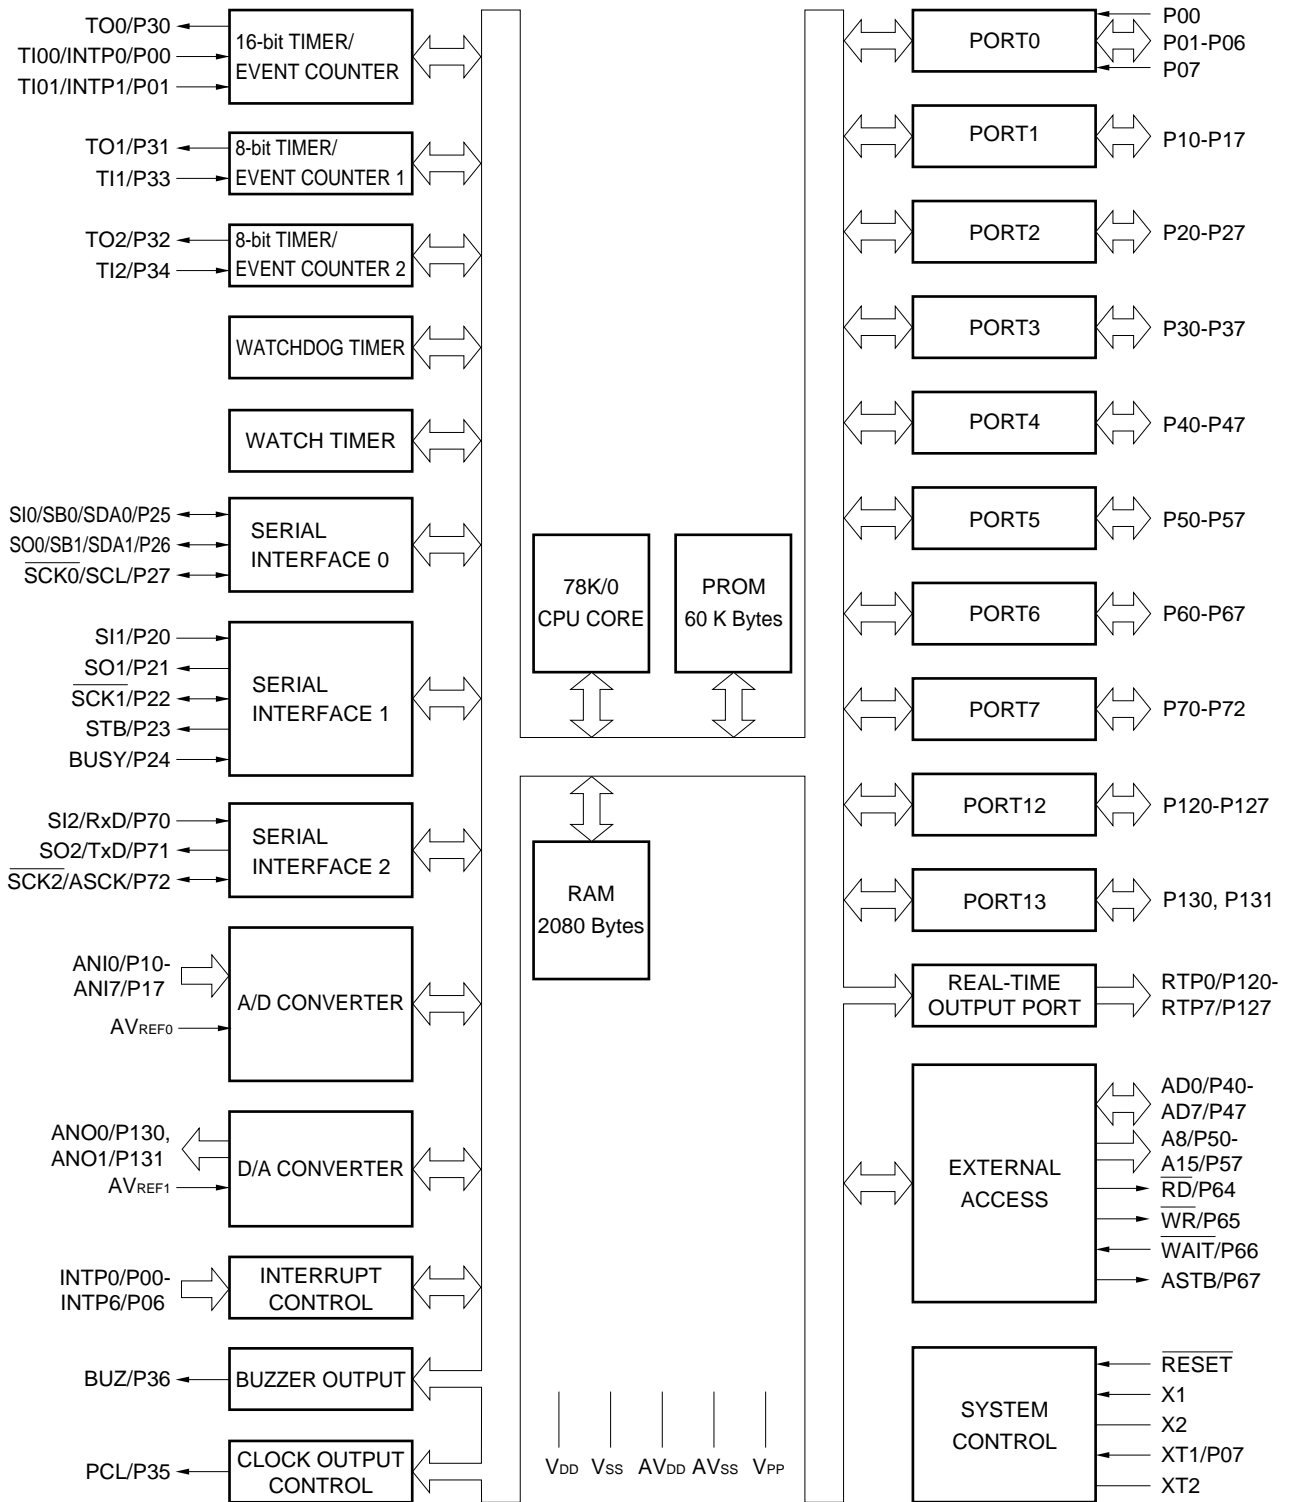 TO0/P30
TI00/INTP0/P00
TI01/INTP1/P01
16-bit TIMER/
EVENT COUNTER
TO1/P31
TI1/P33
8-bit TIMER/
EVENT COUNTER 1
TO2/P32
TI2/P34
8-bit TIMER/
EVENT COUNTER 2
WATCHDOG TIMER
WATCH TIMER
SI0/SB0/SDA0/P25
SO0/SB1/SDA1/P26
SCK0/SCL/P27
SERIAL
INTERFACE 0
SI1/P20
SO1/P21
SCK1/P22
STB/P23
BUSY/P24
SERIAL
INTERFACE 1
SI2/RxD/P70
SO2/TxD/P71
SCK2/ASCK/P72
SERIAL
INTERFACE 2
ANI0/P10-
ANI7/P17
AVREF0
A/D CONVERTER
ANO0/P130,
ANO1/P131
AVREF1
D/A CONVERTER
INTP0/P00-
INTP6/P06
INTERRUPT
CONTROL
BUZ/P36
BUZZER OUTPUT
PCL/P35
CLOCK OUTPUT
CONTROL
78K/0
CPU CORE
PROM
60 K Bytes
RAM
2080 Bytes
VDD VSS AVDD AVSS VPP
PORT0
P00
P01-P06
P07
PORT1
P10-P17
PORT2
P20-P27
PORT3
P30-P37
PORT4
P40-P47
PORT5
P50-P57
PORT6
P60-P67
PORT7
P70-P72
PORT12
P120-P127
PORT13
P130, P131
REAL-TIME
OUTPUT PORT
RTP0/P120-
RTP7/P127
EXTERNAL
ACCESS
AD0/P40-
AD7/P47
A8/P50-
A15/P57
RD/P64
WR/P65
WAIT/P66
ASTB/P67
SYSTEM
CONTROL
RESET
X1
X2
XT1/P07
XT2